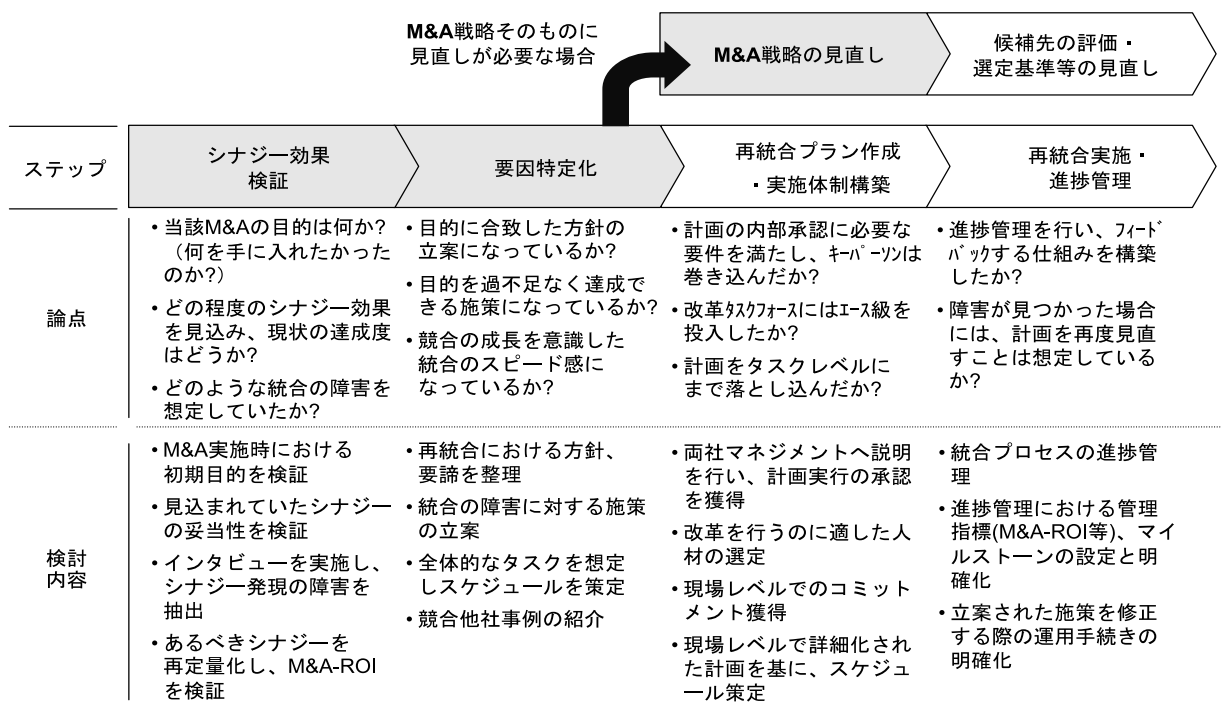 M&A戦略そのものに
見直しが必要な場合
M&A戦略の見直し
候補先の評価・
選定基準等の見直し
ステップ
シナジー効果
検証
要因特定化
再統合プラン作成
・実施体制構築
再統合実施・
進捗管理
論点
・当該M&Aの目的は何か?
（何を手に入れたかった
のか?）
・どの程度のシナジー効果
を見込み、現状の達成度
はどうか?
・どのような統合の障害を
想定していたか?
・目的に合致した方針の
立案になっているか?
・目的を過不足なく達成で
きる施策になっているか?
・競合の成長を意識した
統合のスピード感に
なっているか?
・計画の内部承認に必要な
要件を満たし、ｷｰﾊﾟｰｿﾝは
巻き込んだか?
・改革ﾀｽｸﾌｫｰｽにはｴｰｽ級を
投入したか?
・計画をタスクレベルに
まで落とし込んだか?
・進捗管理を行い、ﾌｨｰﾄﾞ
ﾊﾞｯｸする仕組みを構築
したか?
・障害が見つかった場合
には、計画を再度見直
すことは想定している
か?
検討
内容
・M&A実施時における
初期目的を検証
・見込まれていたシナジー
の妥当性を検証
・インタビューを実施し、
シナジー発現の障害を
抽出
・あるべきシナジーを
再定量化し、M&A-ROI
を検証
・再統合における方針、
要諦を整理
・統合の障害に対する施策
の立案
・全体的なタスクを想定
しスケジュールを策定
・競合他社事例の紹介
・両社マネジメントへ説明
を行い、計画実行の承認
を獲得
・改革を行うのに適した人
材の選定
・現場レベルでのコミット
メント獲得
・現場レベルで詳細化され
た計画を基に、スケジュ
ール策定
・統合プロセスの進捗管
理
・進捗管理における管理
指標(M&A-ROI等)、マイ
ルストーンの設定と明
確化
・立案された施策を修正
する際の運用手続きの
明確化